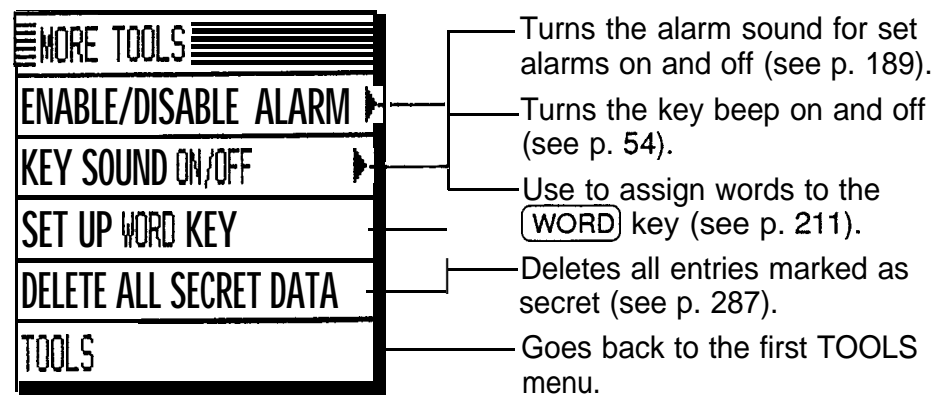 MORE TOOLS
ENABLE/DISABLE ALARM
KEY SOUND ON/OFF
SET UP WORD KEY
DELETE ALL SECRET DATA
TOOLS
Turns the alarm sound for set
alarms on and off (see p. 189).
Turns the key beep on and off
(see p. 54).
Use to assign words to the
WORD key (see p. 211).
Deletes all entries marked as
secret (see p. 287).
Goes back to the first TOOLS
menu.